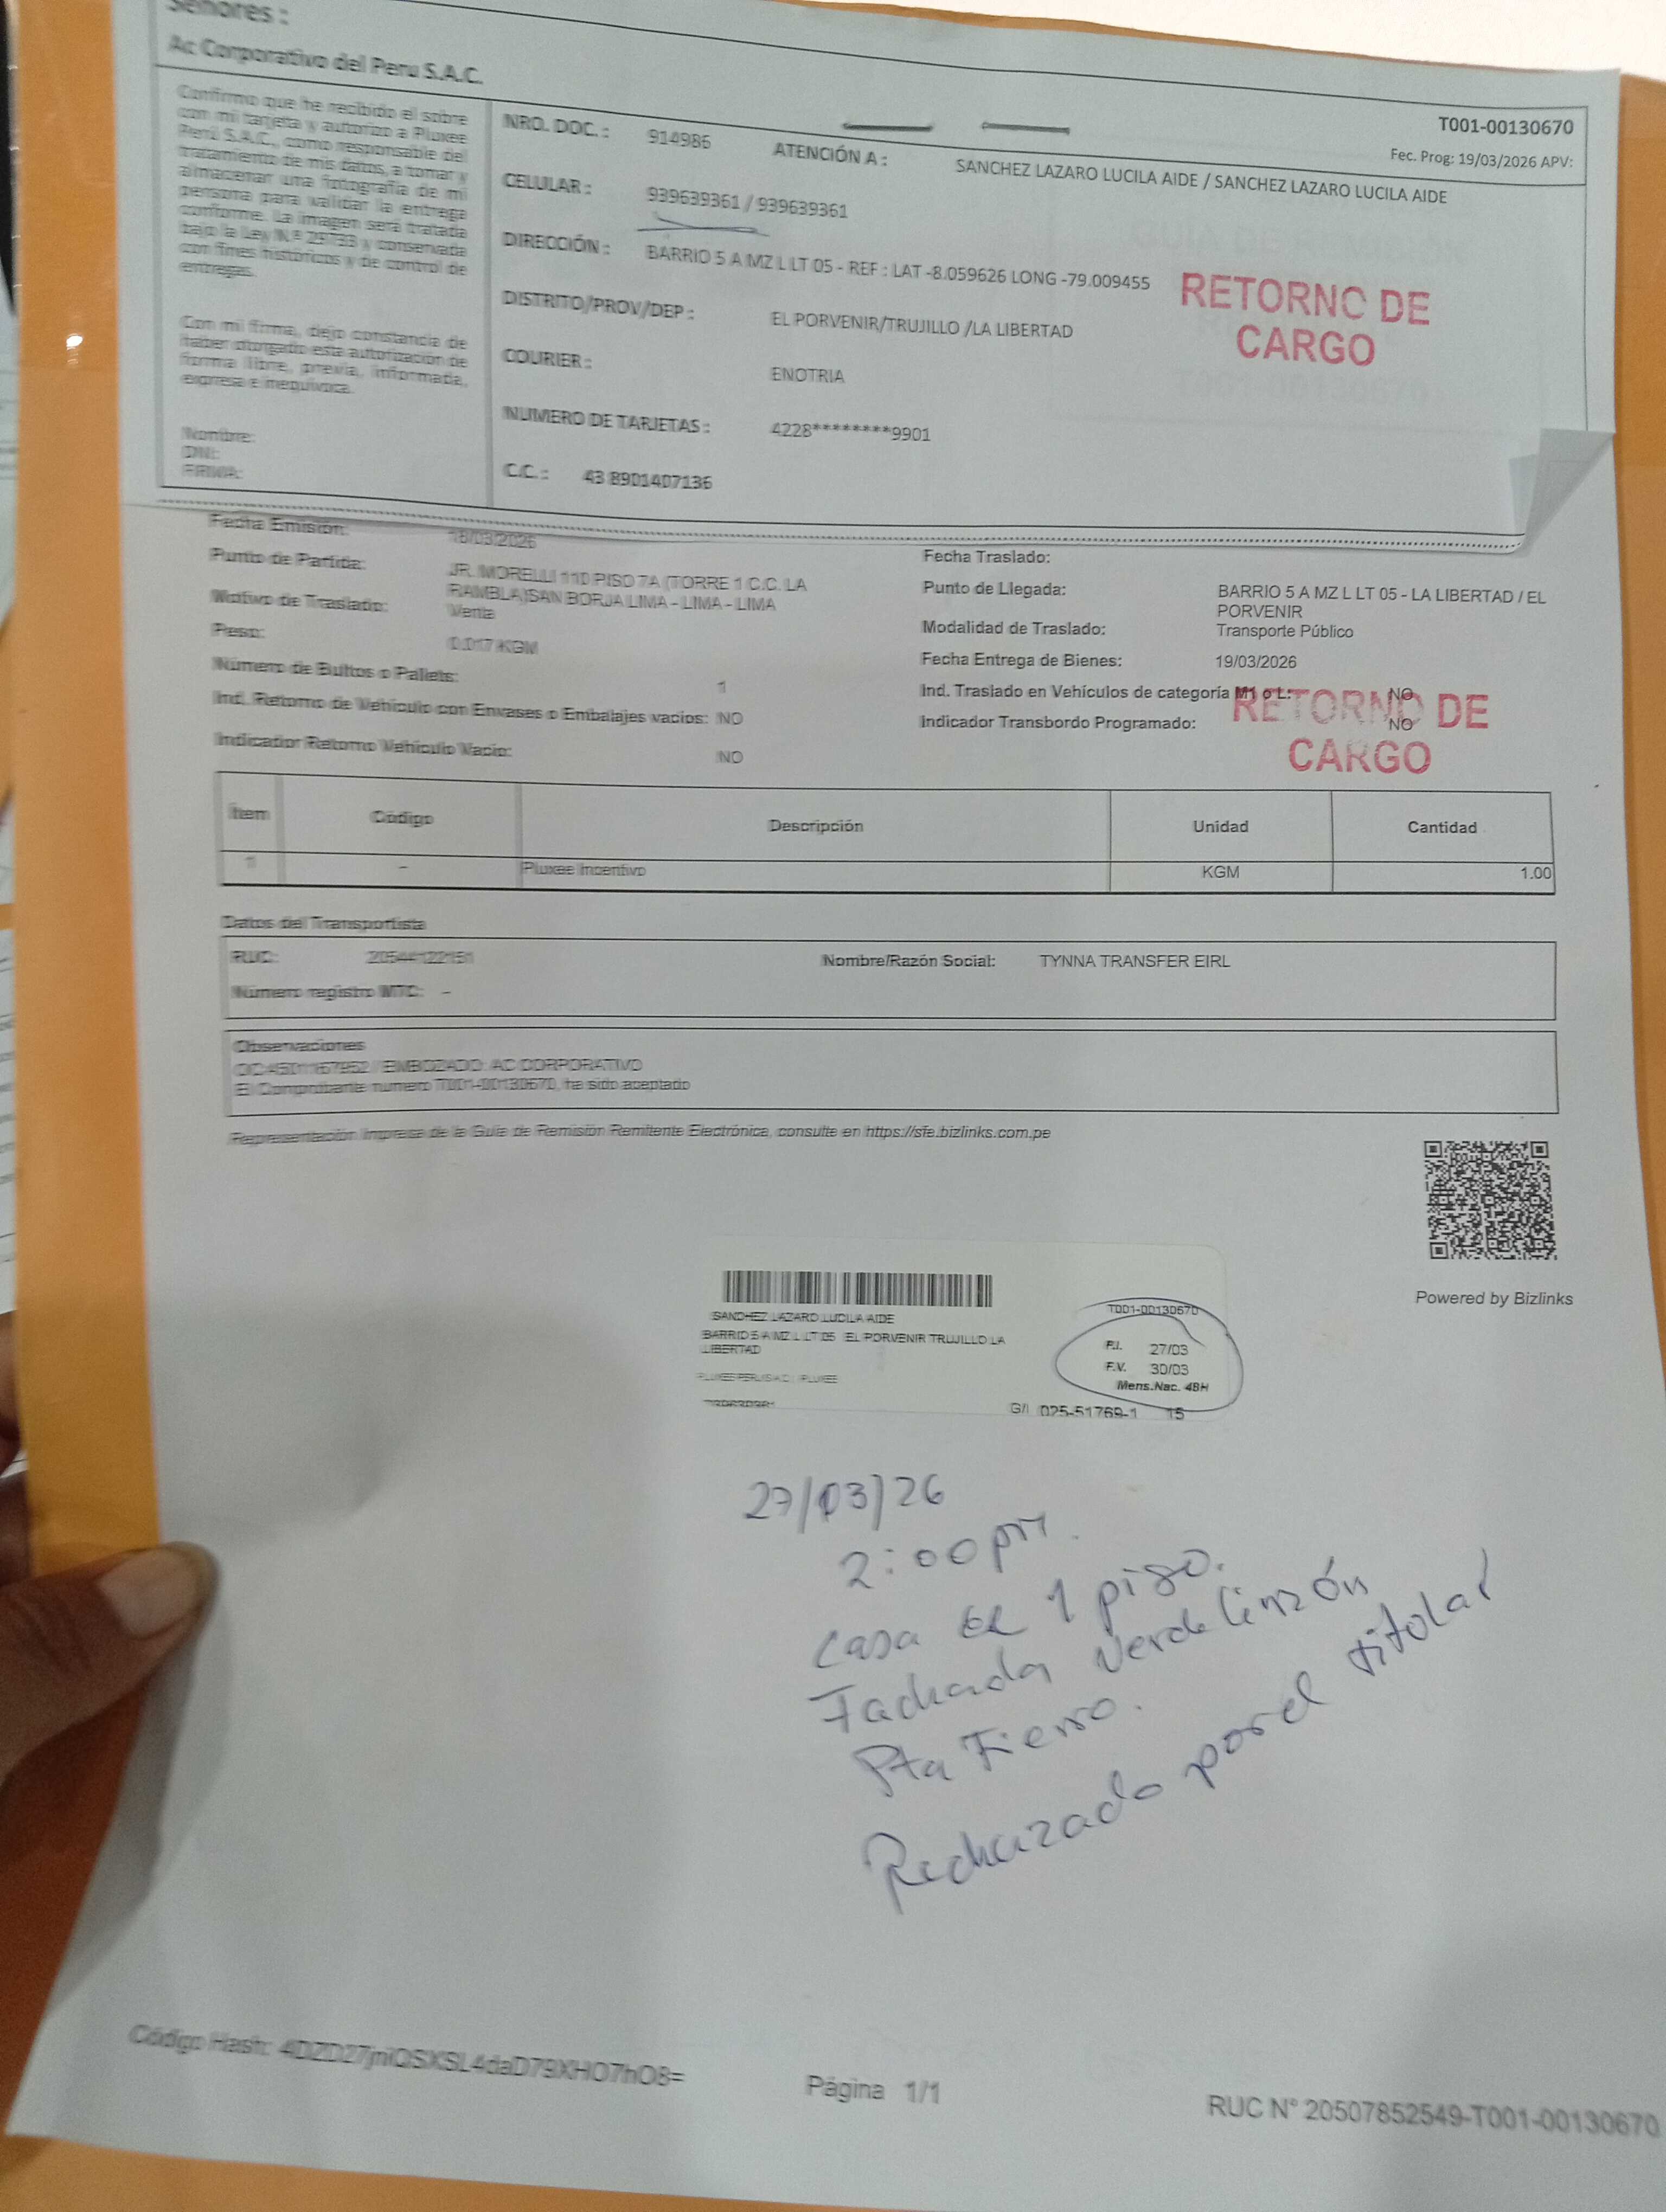 Señores :
Ac Corporativo del Peru S.A.C.
T001-00130670
Fec. Prog: 19/03/2026 APV:
Confirmo que he recibido el sobre
con mi tarjeta y autorizo a Pluxee
Perú S.A.C., como responsable del
tratamiento de mis datos, a tomar y
almacenar una fotografía de mi
persona para validar la entrega
conforme. La imagen será tratada
bajo la Ley N.° 29733 y conservada
con fines históricos y de control de
entregas.
Con mi firma, dejo constancia de
haber otorgado esta autorización de
forma libre, previa, informada,
expresa e inequívoca.
Nombre:
DNI:
FIRMA:
NRO. DOC. : 914986 ATENCIÓN A : SANCHEZ LAZARO LUCILA AIDE / SANCHEZ LAZARO LUCILA AIDE
CELULAR : 939639361 / 939639361
DIRECCIÓN : BARRIO 5 A MZ L LT 05 - REF : LAT -8.059626 LONG -79.009455
DISTRITO/PROV/DEP : EL PORVENIR/TRUJILLO /LA LIBERTAD
COURIER : ENOTRIA
NUMERO DE TARJETAS : 4228********9901
C.C. : 43 8901407136
RETORNO DE
CARGO
Fecha Emisión: 18/03/2026
Punto de Partida: JR. MORELLI 110 PISO 7A (TORRE 1 C.C. LA
RAMBLA)SAN BORJA LIMA - LIMA - LIMA
Motivo de Traslado: Venta
Peso: 0.017 KGM
Número de Bultos o Pallets: 1
Ind. Retorno de Vehículo con Envases o Embalajes vacíos: NO
Indicador Retorno Vehículo Vacío: NO
Fecha Traslado:
Punto de Llegada: BARRIO 5 A MZ L LT 05 - LA LIBERTAD / EL
PORVENIR
Modalidad de Traslado: Transporte Público
Fecha Entrega de Bienes: 19/03/2026
Ind. Traslado en Vehículos de categoría M1 o L: NO
Indicador Transbordo Programado: NO
RETORNO DE
CARGO
Ítem Código Descripción Unidad Cantidad
1 - Pluxee Incentivo KGM 1.00
Datos del Transportista
RUC: 20544122151 Nombre/Razón Social: TYNNA TRANSFER EIRL
Número registro MTC: -
Observaciones
OC:4501167952 / EMBOZADO: AC CORPORATIVO
El Comprobante numero T001-00130670, ha sido aceptado
Representación Impresa de la Guía de Remisión Remitente Electrónica, consulte en https://sfe.bizlinks.com.pe
Powered by Bizlinks
SANCHEZ LAZARO LUCILA AIDE
BARRIO 5 A MZ L LT 05 EL PORVENIR TRUJILLO LA
LIBERTAD
T001-00130670
P.I. 27/03
F.V. 30/03
Mens.Nac. 4BH
G/I 025-51769-1 15
27/03/26
2:00pm.
Casa de 1 piso.
Fachada Verde limón
Pta Fierro.
Rechazado por el titular
Código Hash: 4DZD27jniQSXSL4daD79XHO7hO8=
Página 1/1
RUC N° 20507852549-T001-00130670